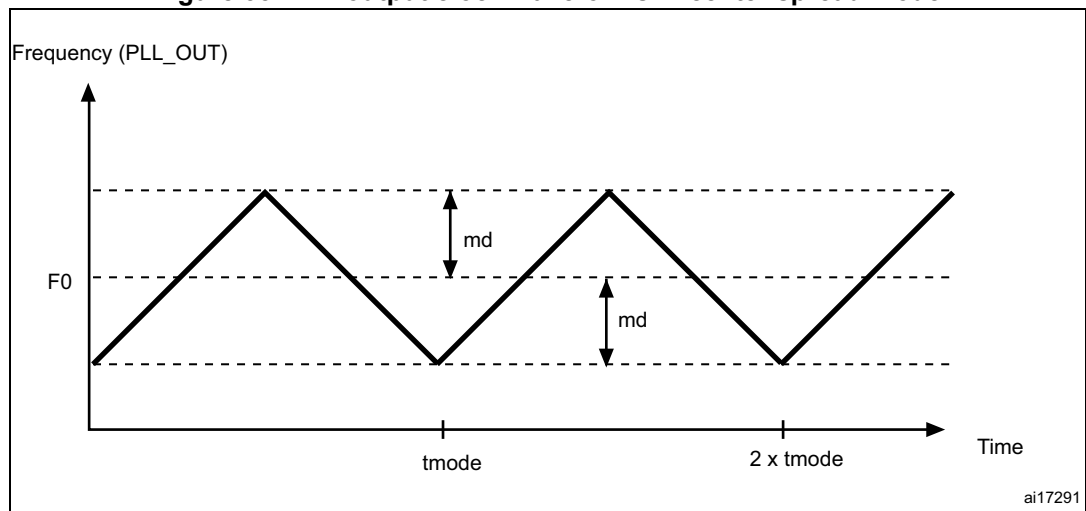 Frequency (PLL_OUT)
md
F0
md
tmode
2 x tmode
Time
ai17291